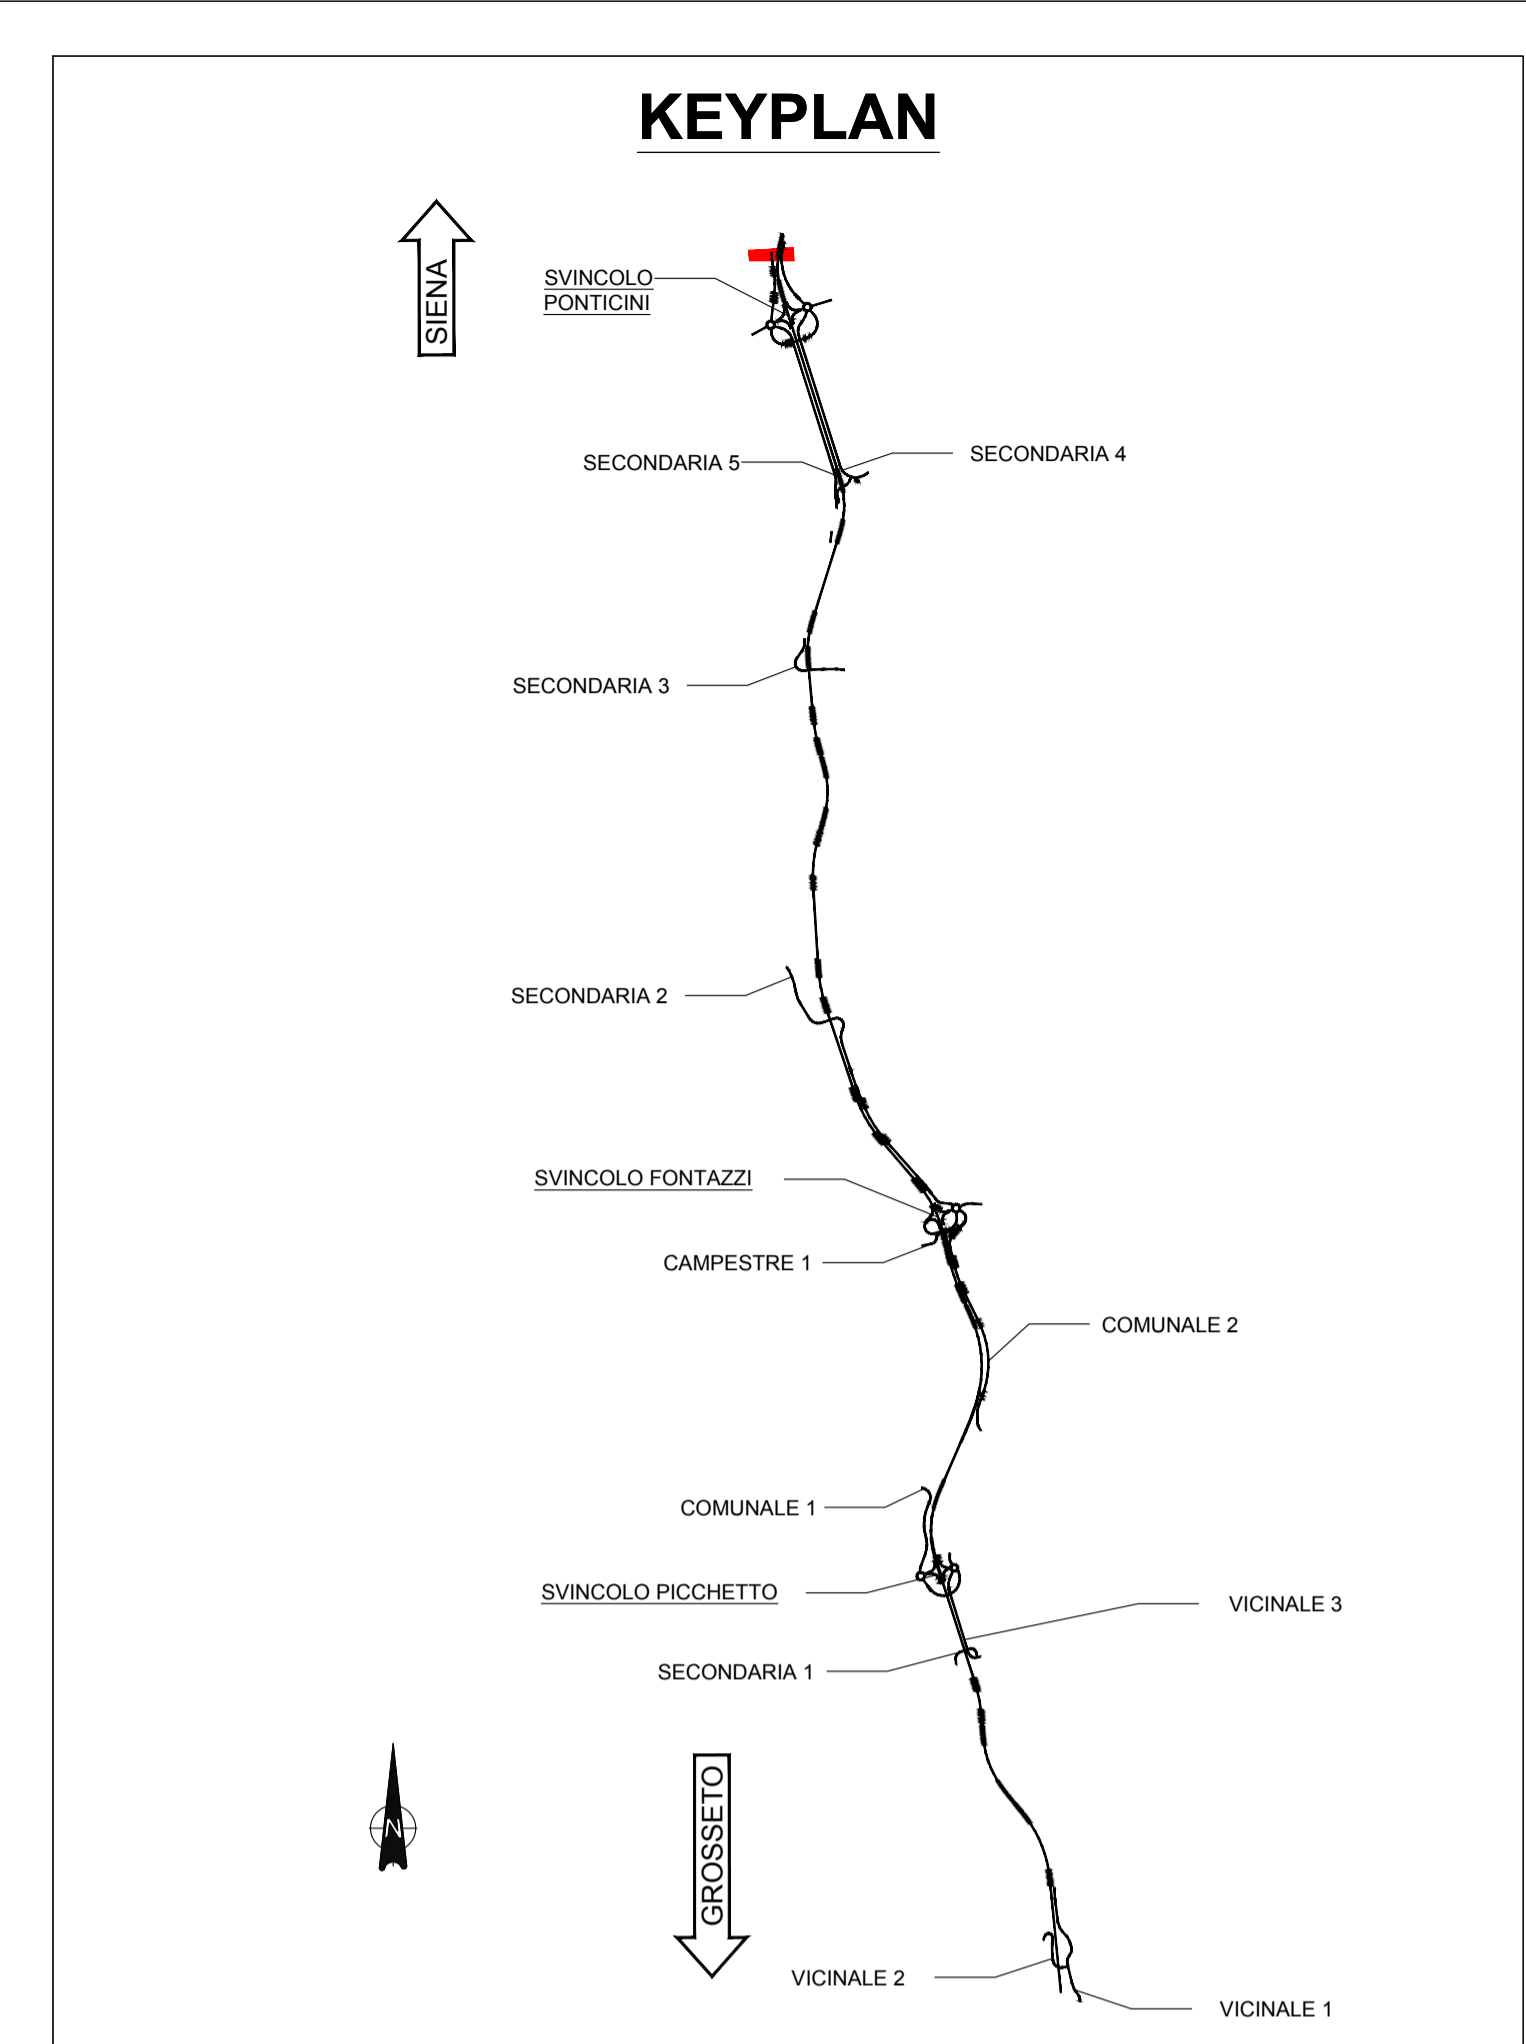 KEYPLAN
SIENA
SVINCOLO
PONTICINI
SECONDARIA 5
SECONDARIA 4
SECONDARIA 3
SECONDARIA 2
SVINCOLO FONTAZZI
CAMPESTRE 1
COMUNALE 2
COMUNALE 1
SVINCOLO PICCHETTO
VICINALE 3
SECONDARIA 1
GROSSETO
N
VICINALE 2
VICINALE 1